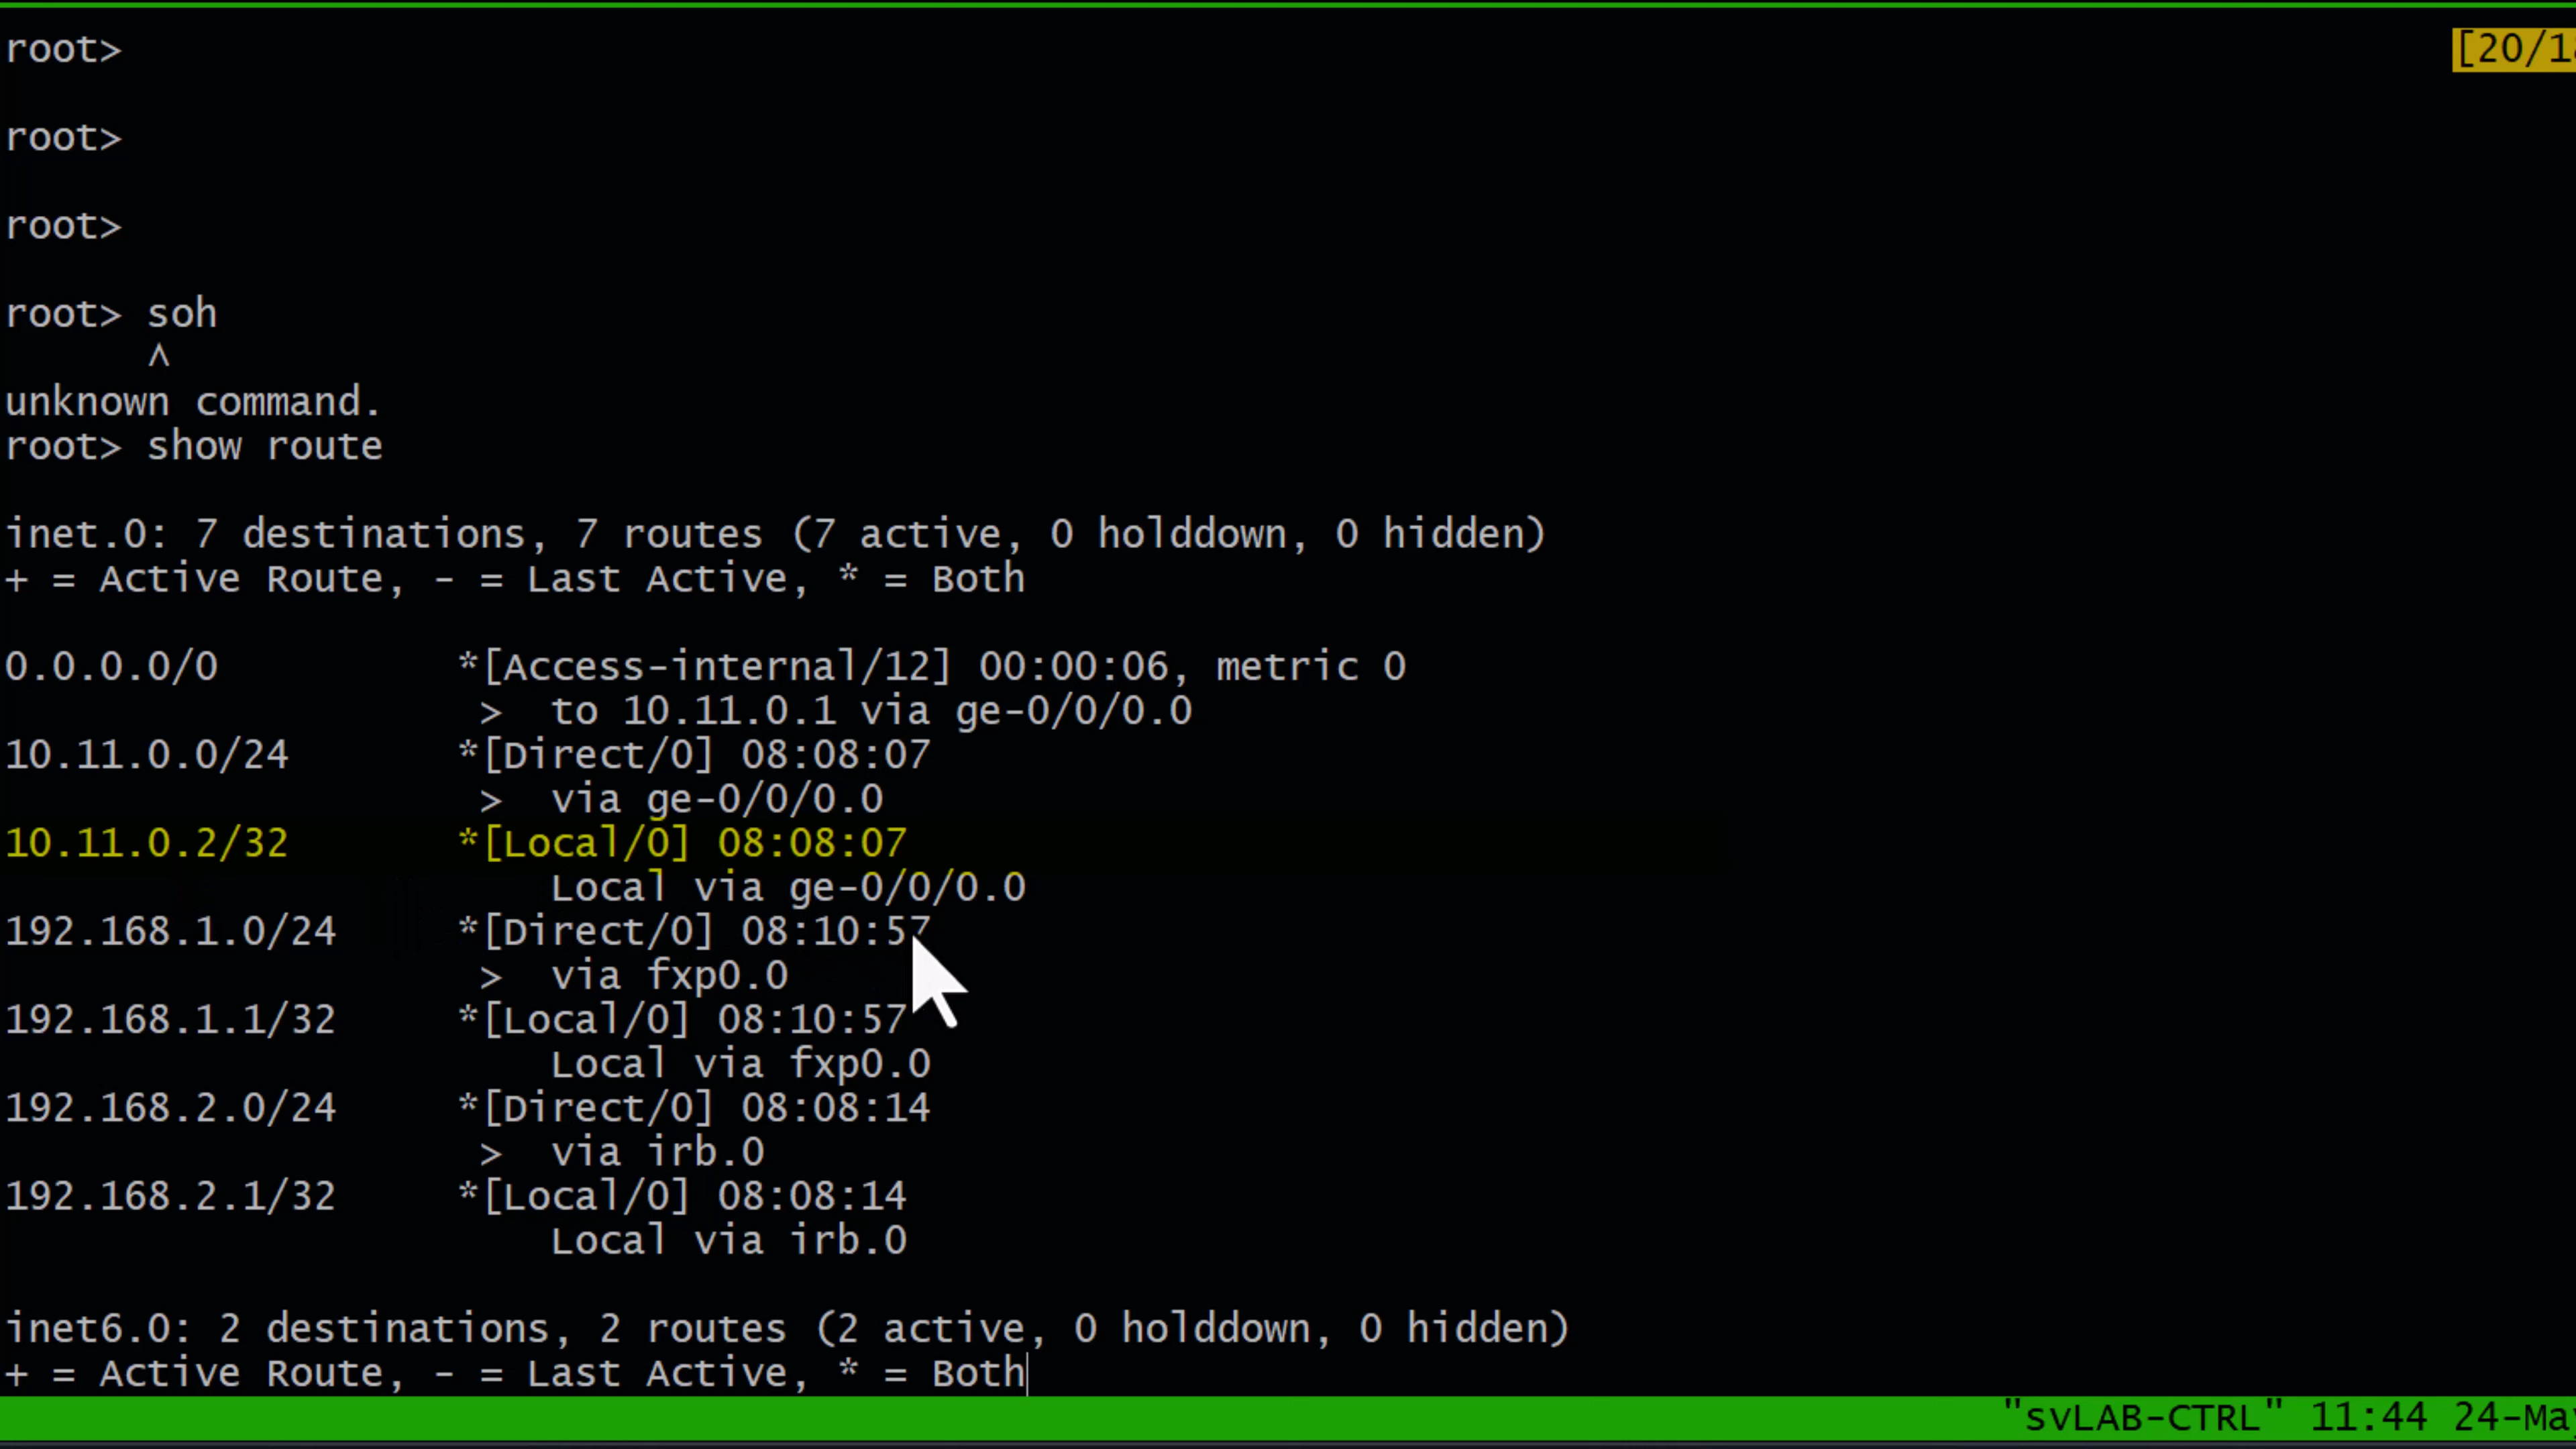 root>
[20/18
root>
root>
root> soh
^
unknown command.
root> show route
inet.0: 7 destinations, 7 routes (7 active, 0 holddown, 0 hidden)
+ = Active Route, - = Last Active, * = Both
0.0.0.0/0 *[Access-internal/12] 00:00:06, metric 0
> to 10.11.0.1 via ge-0/0/0.0
10.11.0.0/24 *[Direct/0] 08:08:07
> via ge-0/0/0.0
10.11.0.2/32 *[Local/0] 08:08:07
Local via ge-0/0/0.0
192.168.1.0/24 *[Direct/0] 08:10:57
> via fxp0.0
192.168.1.1/32 *[Local/0] 08:10:57
Local via fxp0.0
192.168.2.0/24 *[Direct/0] 08:08:14
> via irb.0
192.168.2.1/32 *[Local/0] 08:08:14
Local via irb.0
inet6.0: 2 destinations, 2 routes (2 active, 0 holddown, 0 hidden)
+ = Active Route, - = Last Active, * = Both
"svLAB-CTRL" 11:44 24-May